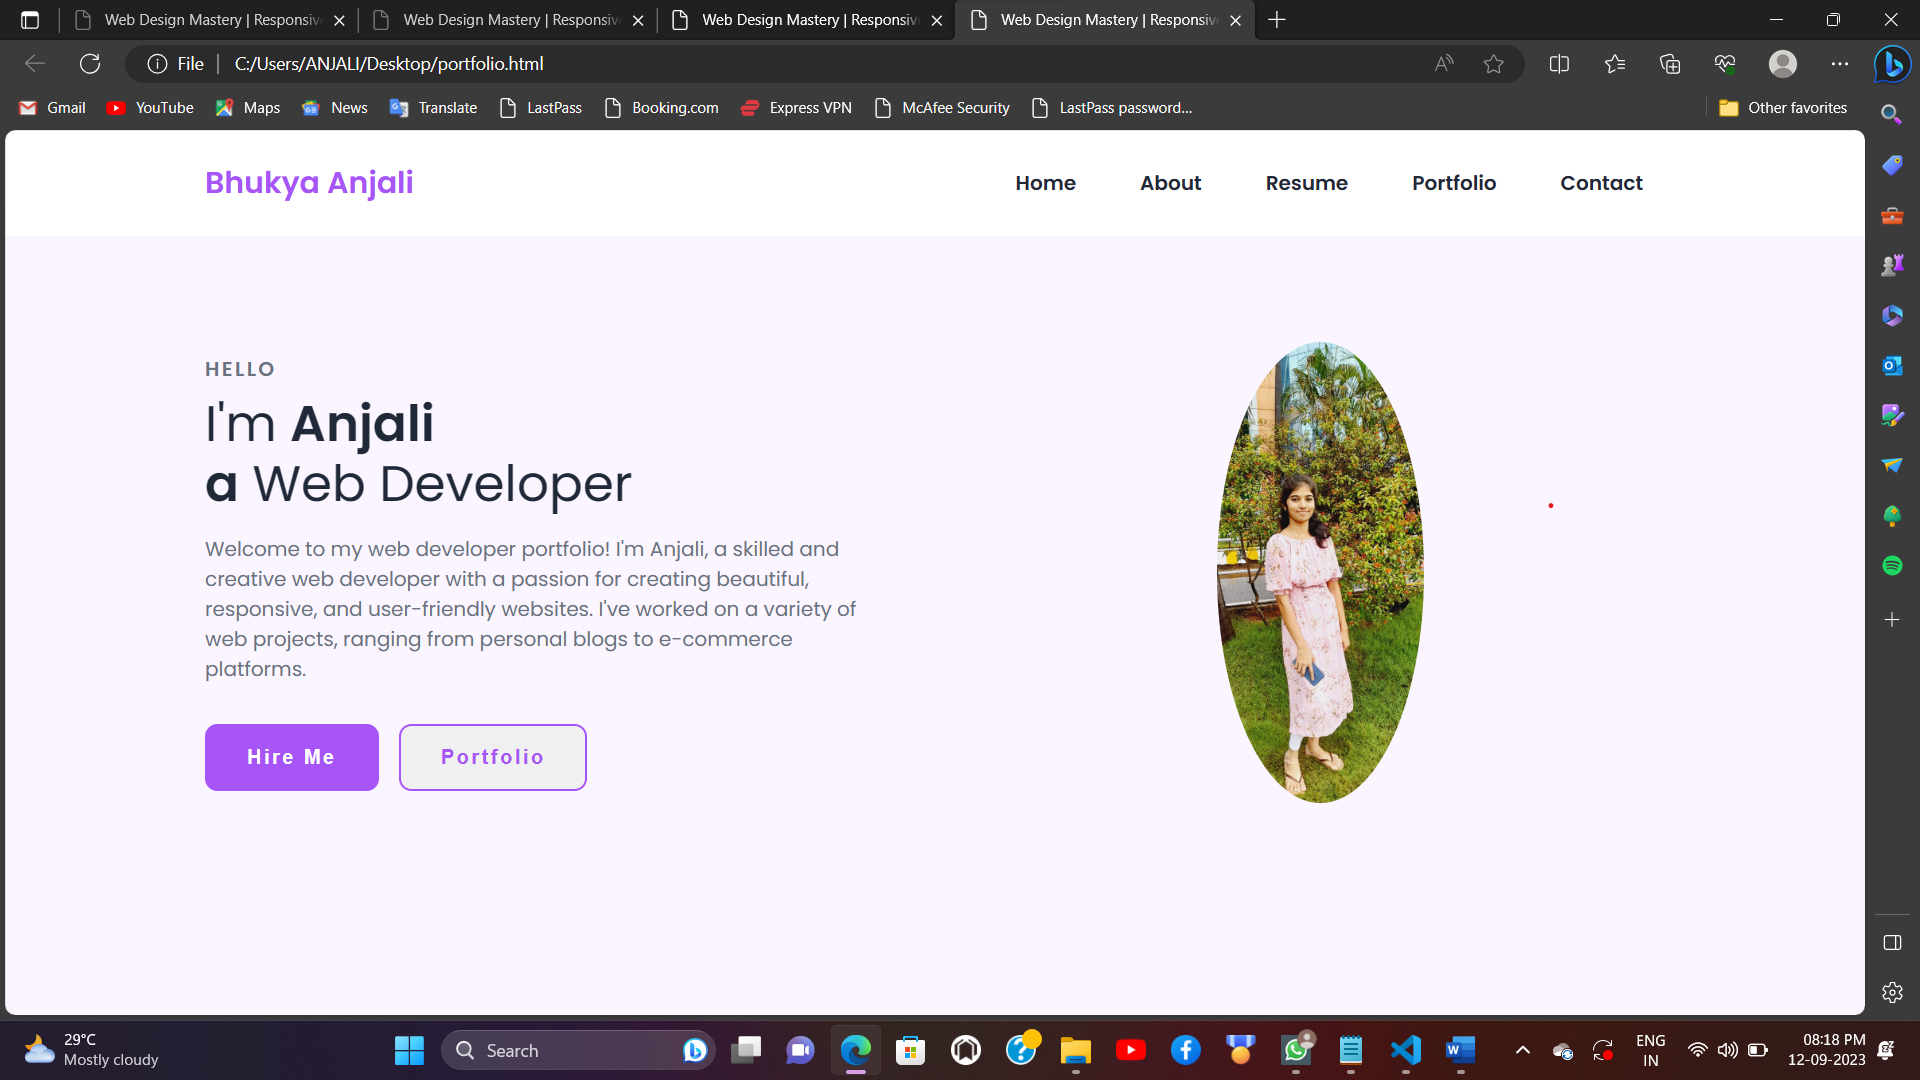 Web Design Mastery | Responsiv
Web Design Mastery | Responsiv
Web Design Mastery | Responsiv
Web Design Mastery | Responsiv
File
C:/Users/ANJALI/Desktop/portfolio.html
Gmail
YouTube
Maps
News
Translate
LastPass
Booking.com
Express VPN
McAfee Security
LastPass password...
Other favorites
Bhukya Anjali
Home
About
Resume
Portfolio
Contact
HELLO
I'm Anjali
a Web Developer
Welcome to my web developer portfolio! I'm Anjali, a skilled and
creative web developer with a passion for creating beautiful,
responsive, and user-friendly websites. I've worked on a variety of
web projects, ranging from personal blogs to e-commerce
platforms.
Hire Me
Portfolio
29°C
Mostly cloudy
Search
ENG
IN
08:18 PM
12-09-2023